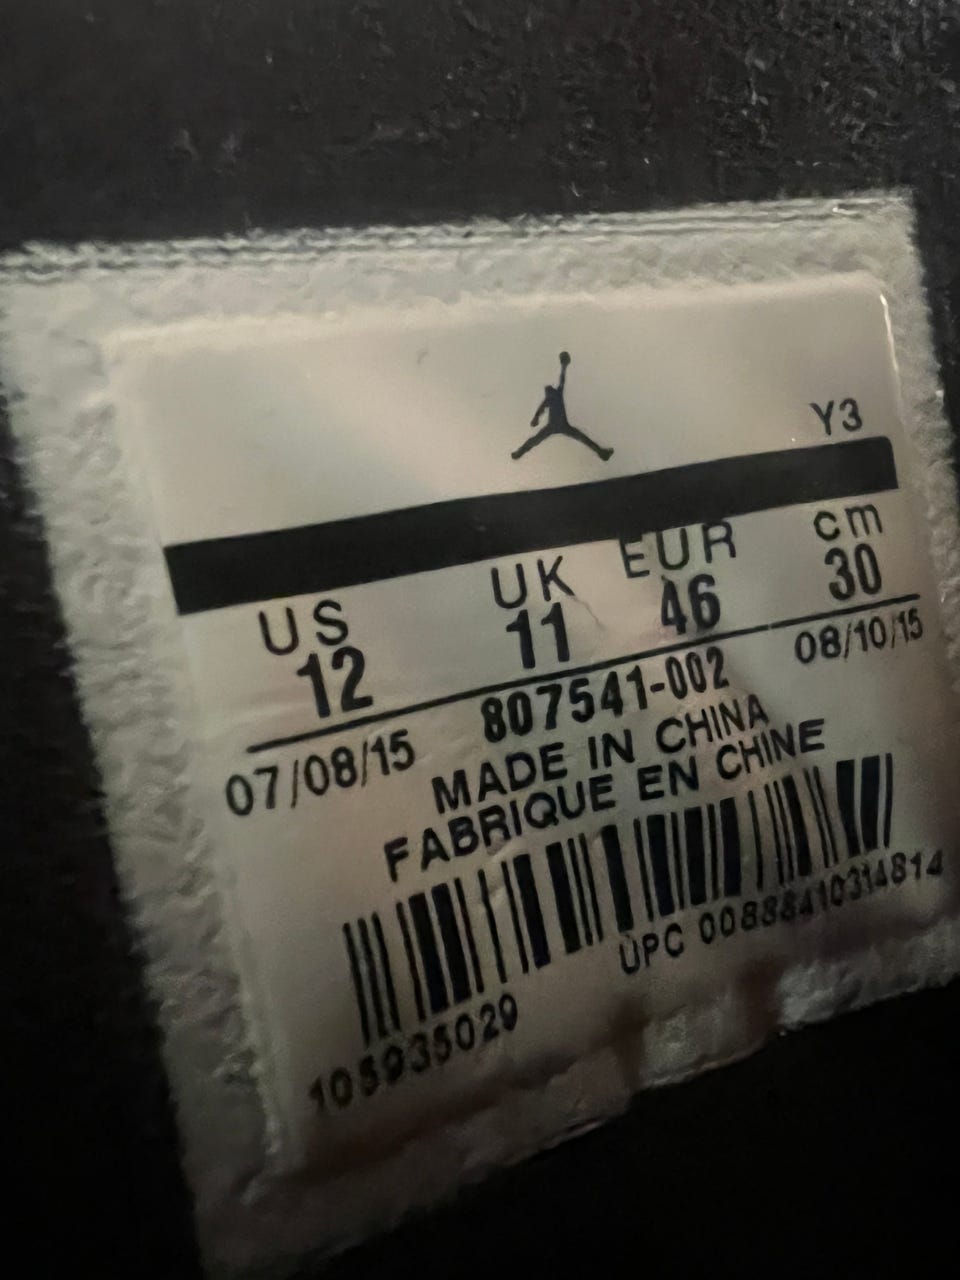 Y3
US UK EUR cm
12 11 46 30
07/08/15 807541-002 08/10/15
MADE IN CHINA
FABRIQUE EN CHINE
UPC 00888410314814
105935029